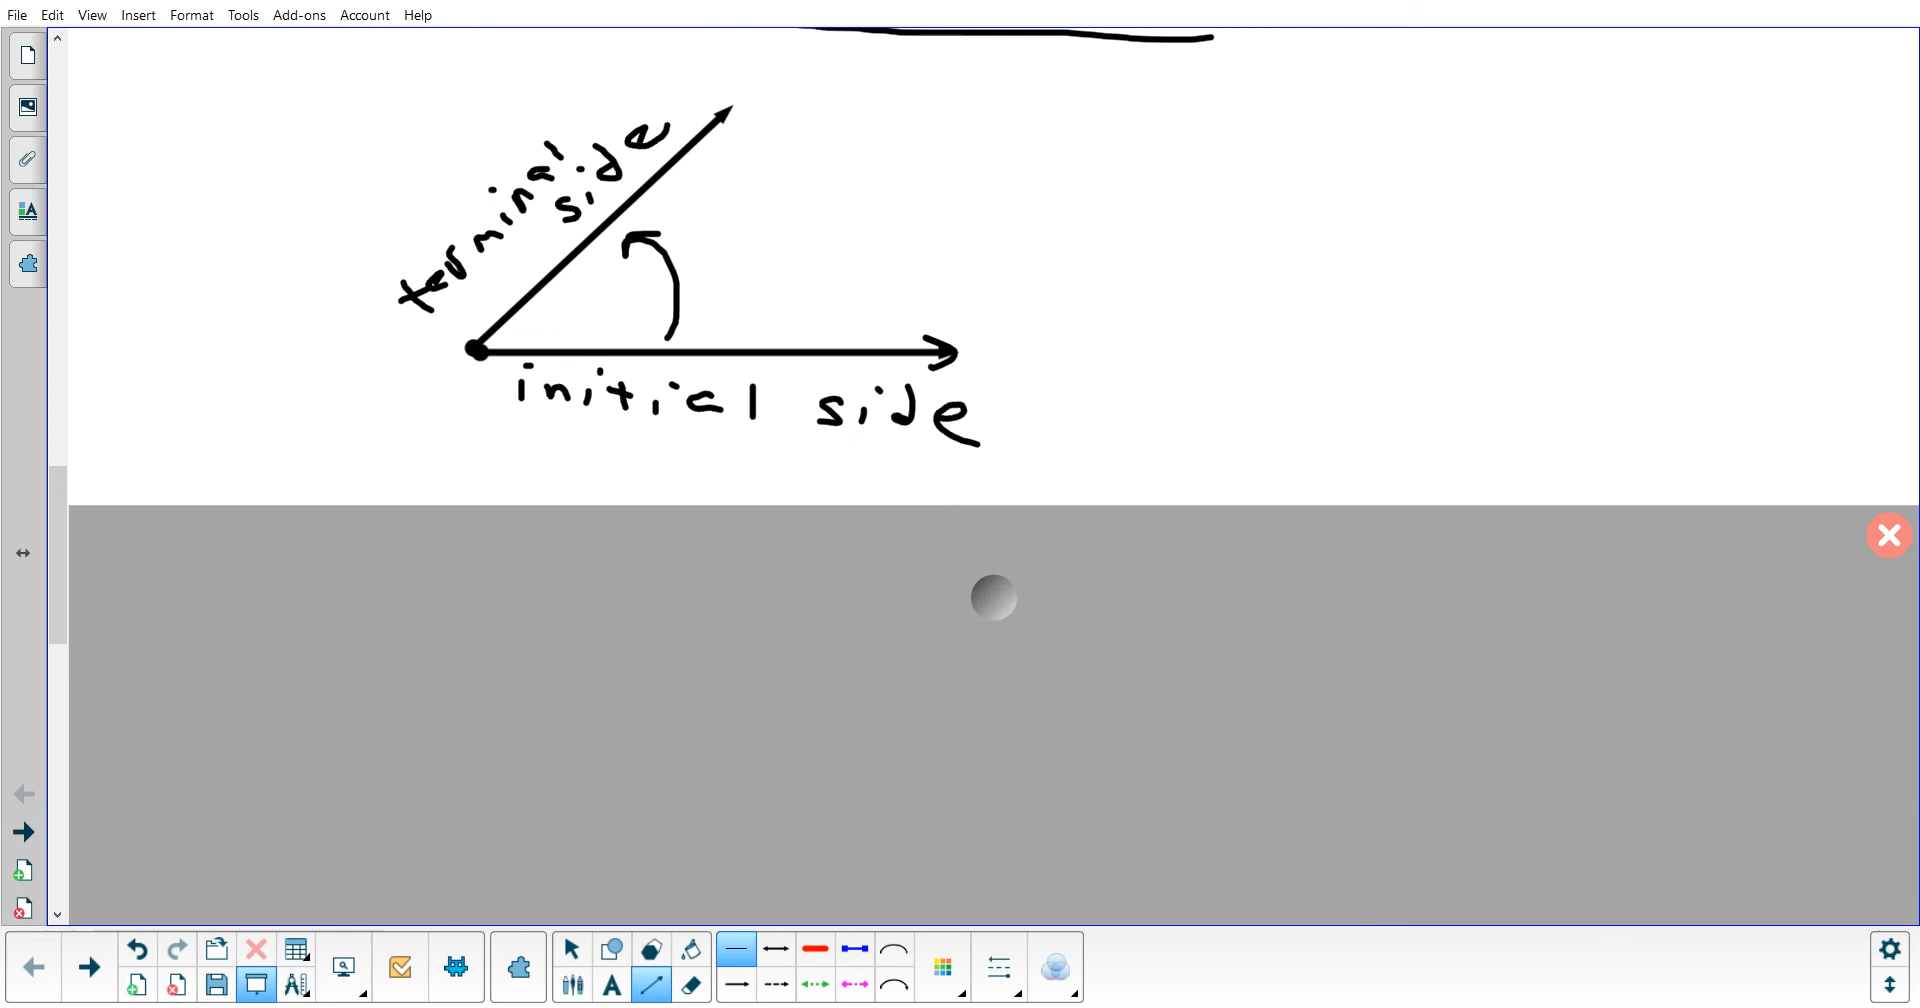 File Edit View Insert Format Tools Add-ons Account Help
terminal
side
initial side